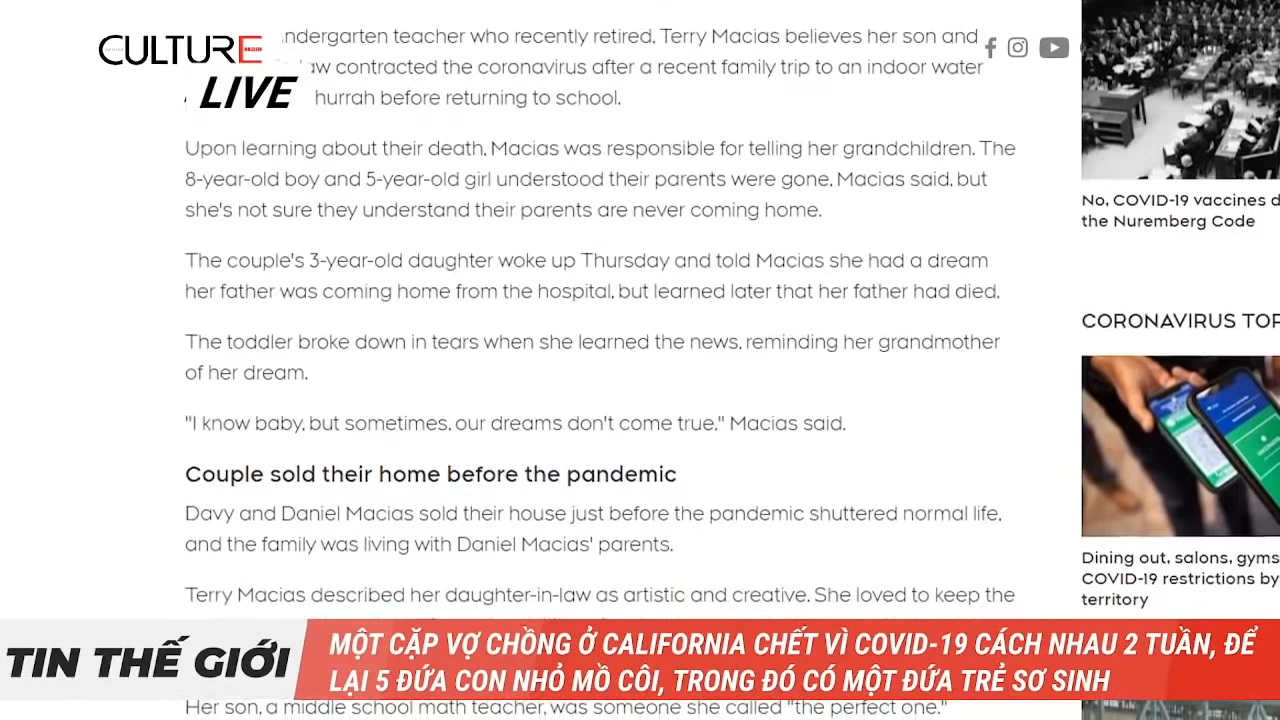 CULTURE
MAGAZIN
LIVE
ndergarten teacher who recently retired, Terry Macias believes her son and
aw contracted the coronavirus after a recent family trip to an indoor water
hurrah before returning to school.
Upon learning about their death, Macias was responsible for telling her grandchildren. The
8-year-old boy and 5-year-old girl understood their parents were gone, Macias said, but
she's not sure they understand their parents are never coming home.
The couple's 3-year-old daughter woke up Thursday and told Macias she had a dream
her father was coming home from the hospital, but learned later that her father had died.
The toddler broke down in tears when she learned the news, reminding her grandmother
of her dream.
"I know baby, but sometimes, our dreams don't come true," Macias said.
Couple sold their home before the pandemic
Davy and Daniel Macias sold their house just before the pandemic shuttered normal life,
and the family was living with Daniel Macias' parents.
Terry Macias described her daughter-in-law as artistic and creative. She loved to keep the
Her son, a middle school math teacher, was someone she called "the perfect one."
No, COVID-19 vaccines d
the Nuremberg Code
CORONAVIRUS TOP
Dining out, salons, gyms
COVID-19 restrictions by
territory
TIN THẾ GIỚI
MỘT CẶP VỢ CHỒNG Ở CALIFORNIA CHẾT VÌ COVID-19 CÁCH NHAU 2 TUẦN, ĐỂ
LẠI 5 ĐỨA CON NHỎ MỒ CÔI, TRONG ĐÓ CÓ MỘT ĐỨA TRẺ SƠ SINH